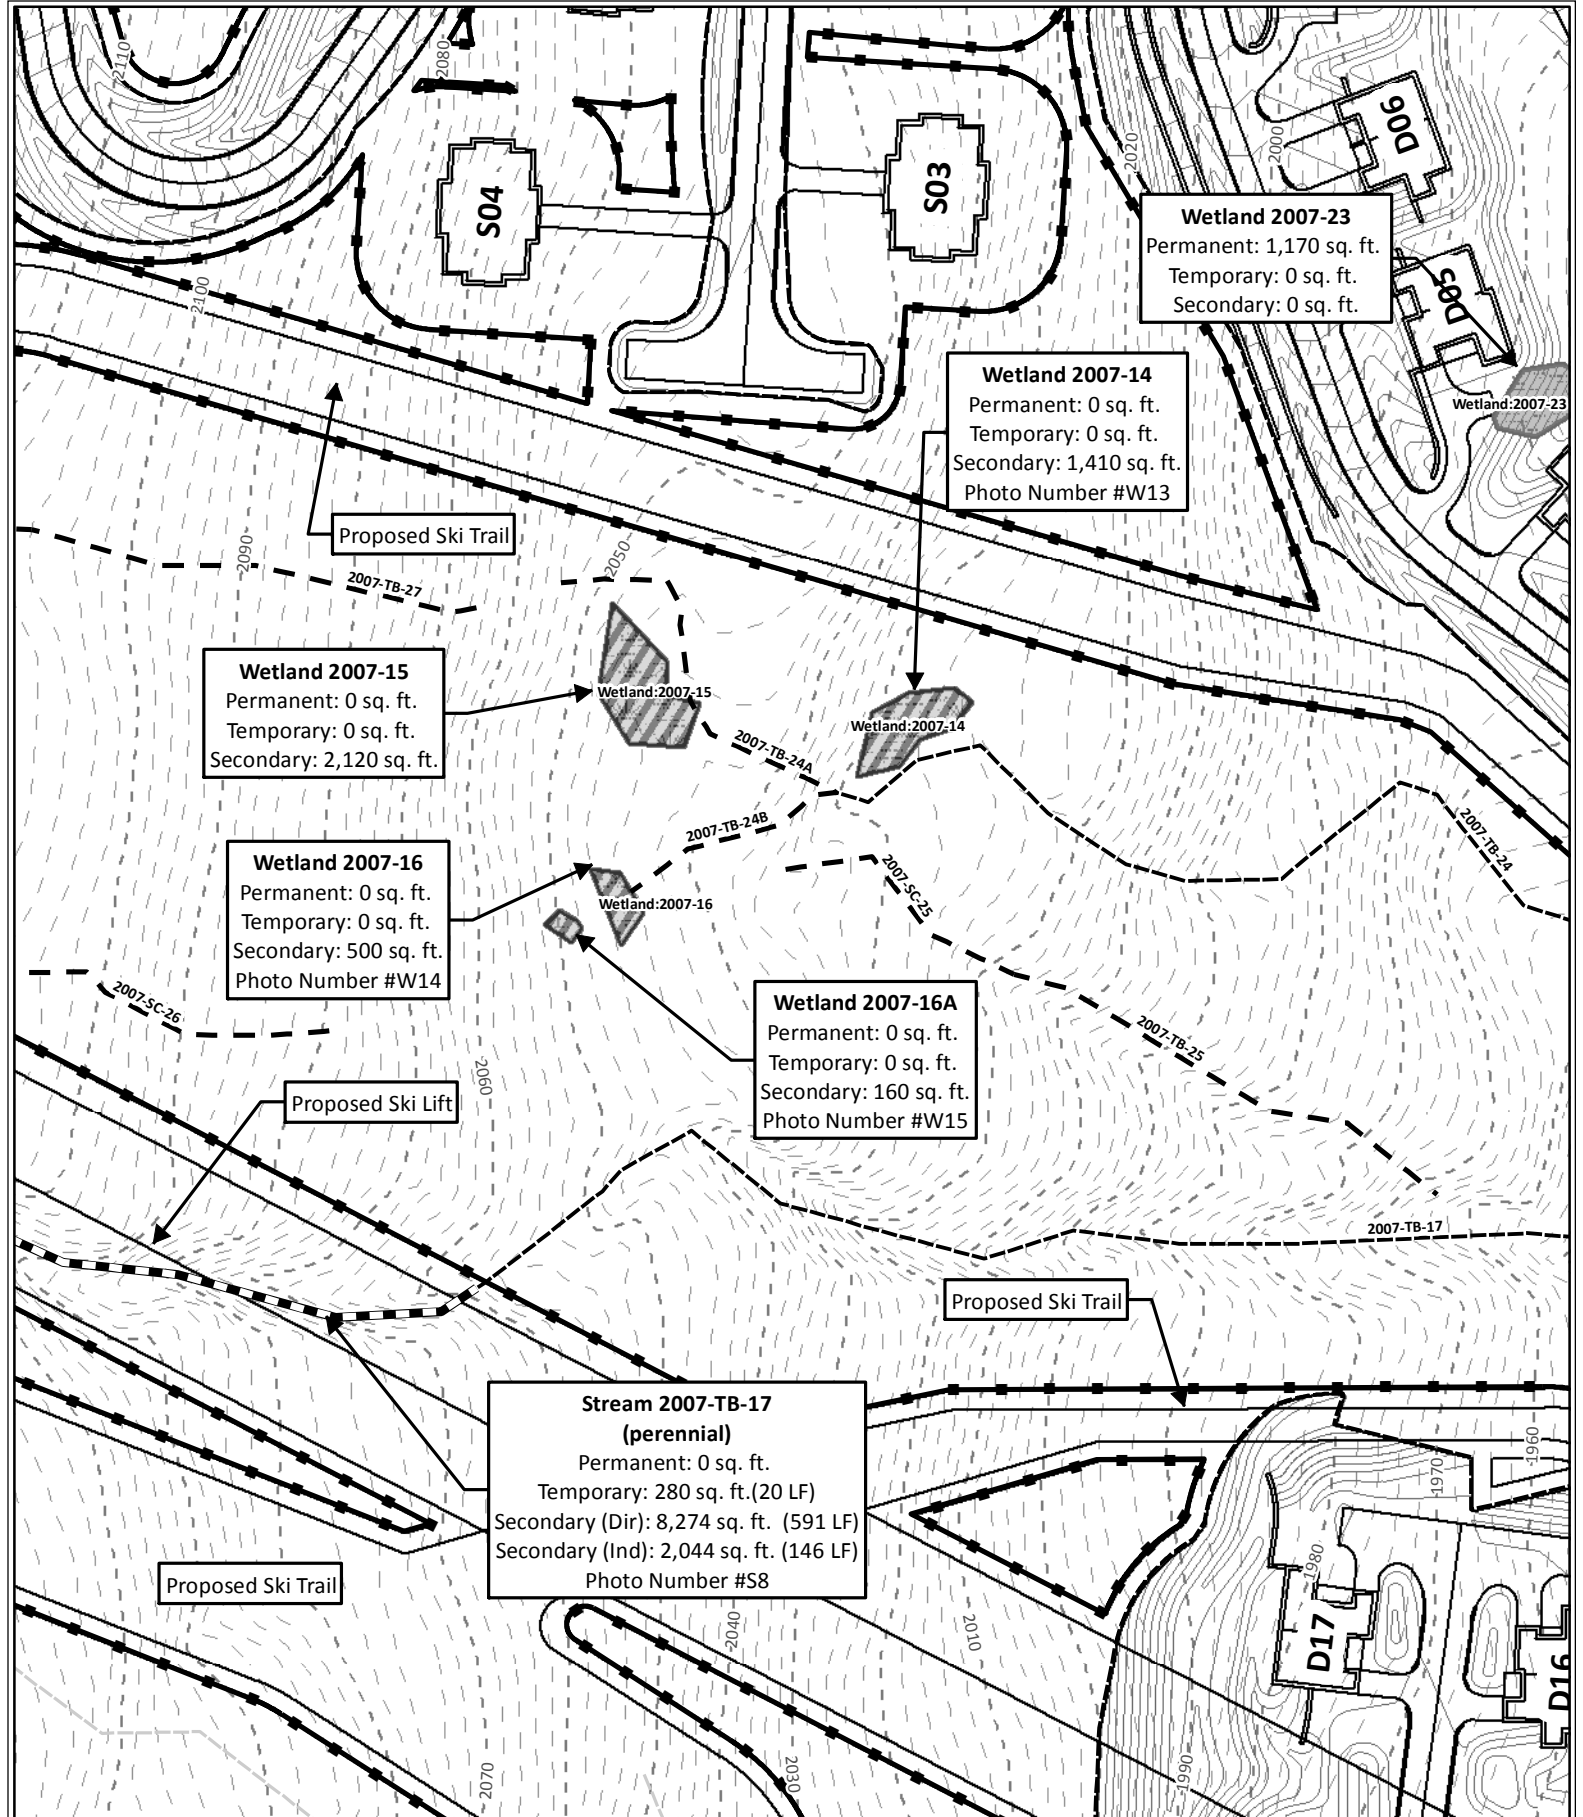 2110
2080
D06
2020
2000
S04
S03
Wetland 2007-23
Permanent: 1,170 sq. ft.
Temporary: 0 sq. ft.
Secondary: 0 sq. ft.
D05
2100
Wetland 2007-14
Permanent: 0 sq. ft.
Temporary: 0 sq. ft.
Secondary: 1,410 sq. ft.
Photo Number #W13
Wetland:2007-23
Proposed Ski Trail
2090
2050
2007-TB-27
Wetland 2007-15
Permanent: 0 sq. ft.
Temporary: 0 sq. ft.
Secondary: 2,120 sq. ft.
Wetland:2007-15
Wetland:2007-14
2007-TB-24A
2007-TB-24B
2007-TB-24
Wetland 2007-16
Permanent: 0 sq. ft.
Temporary: 0 sq. ft.
Secondary: 500 sq. ft.
Photo Number #W14
Wetland:2007-16
2007-SC-25
2007-SC-26
Wetland 2007-16A
Permanent: 0 sq. ft.
Temporary: 0 sq. ft.
Secondary: 160 sq. ft.
Photo Number #W15
2007-TB-25
2060
Proposed Ski Lift
2007-TB-17
Proposed Ski Trail
Stream 2007-TB-17
(perennial)
Permanent: 0 sq. ft.
Temporary: 280 sq. ft.(20 LF)
Secondary (Dir): 8,274 sq. ft. (591 LF)
Secondary (Ind): 2,044 sq. ft. (146 LF)
Photo Number #S8
1960
1970
1980
Proposed Ski Trail
2040
2010
D17
D16
2070
2030
1990